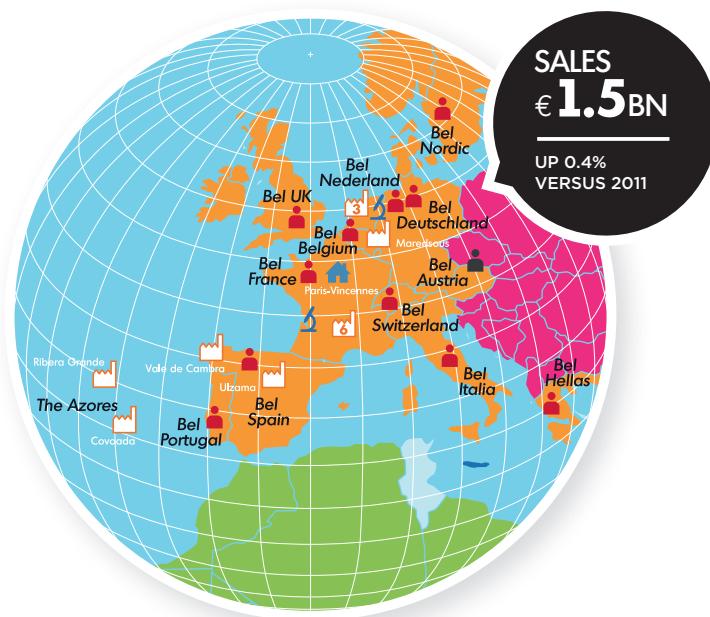 SALES
€ 1.5BN
UP 0.4%
VERSUS 2011
Bel
Nordic
Bel
Nederland
Bel UK
3
Bel
Deutschland
Bel
Belgium
Maredsous
Bel
France
Paris-Vincennes
Bel
Austria
Bel
Switzerland
6
Ribera Grande
Vale de Cambra
Ulzama
Bel
Italia
Bel
Hellas
The Azores
Bel
Spain
Bel
Portugal
Covoada